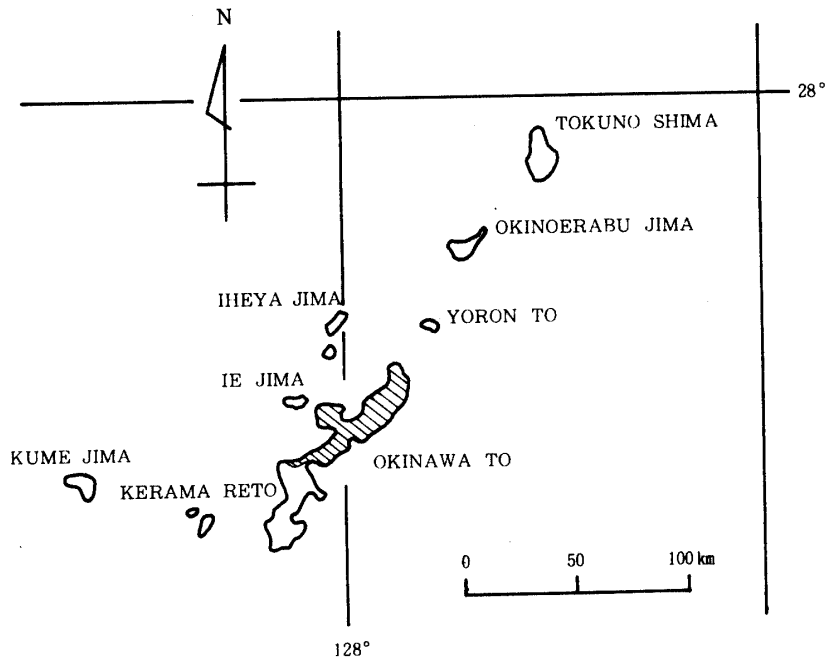 N
28°
TOKUNO SHIMA
OKINOERABU JIMA
IHEYA JIMA
YORON TO
IE JIMA
KUME JIMA
OKINAWA TO
KERAMA RETO
0 50 100 km
128°